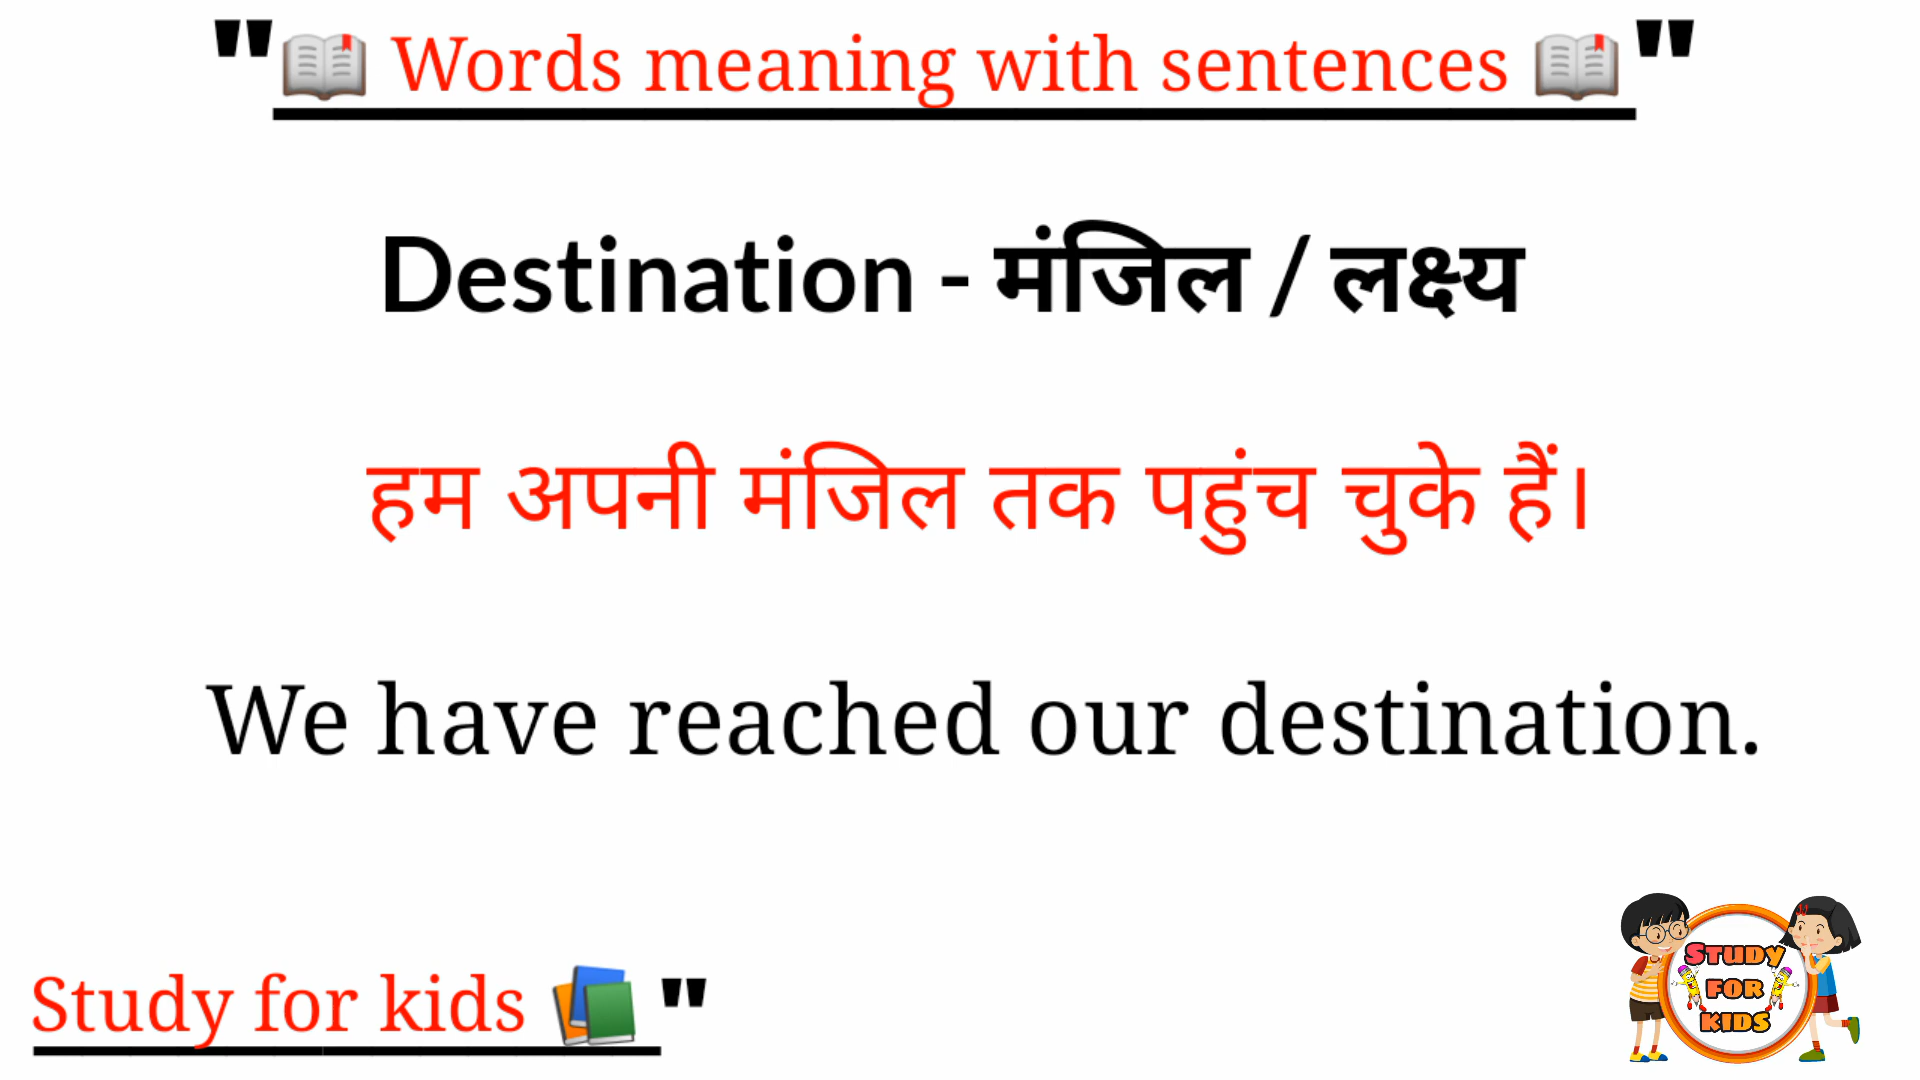 "📖 Words meaning with sentences 📖"
Destination - मंजिल / लक्ष्य
हम अपनी मंजिल तक पहुंच चुके हैं।
We have reached our destination.
Study for kids 📚"
STUDY
FOR
KIDS